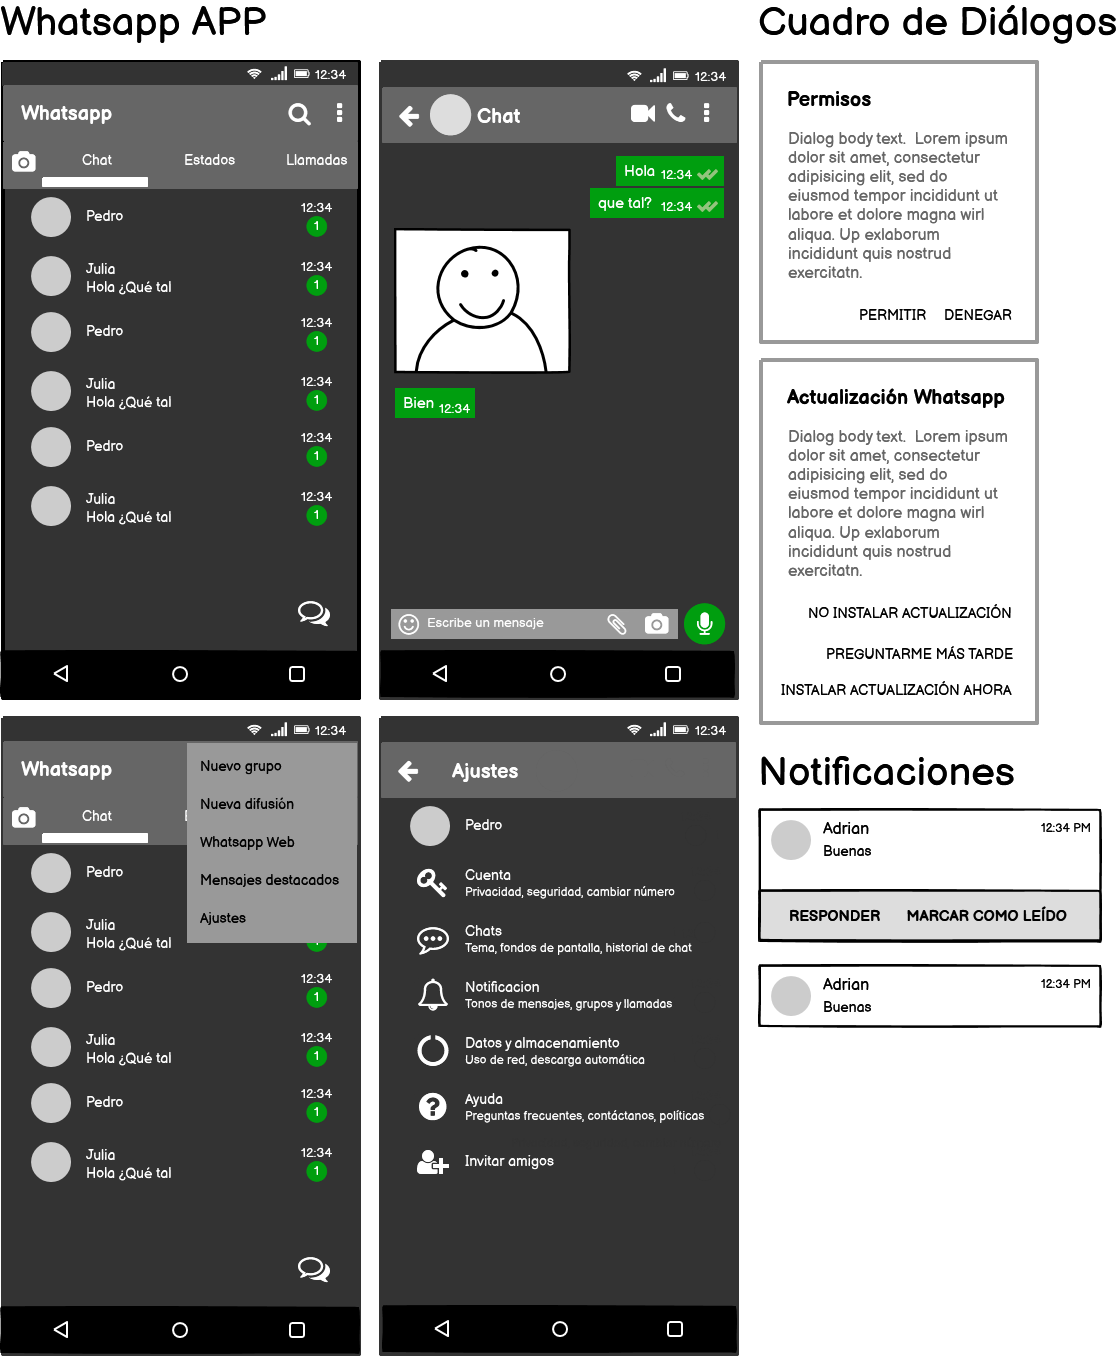 Whatsapp APP
12:34
Whatsapp
Chat
Estados
Llamadas
Pedro
12:34
1
Julia
Hola ¿Qué tal
12:34
1
Pedro
12:34
1
Julia
Hola ¿Qué tal
12:34
1
Pedro
12:34
1
Julia
Hola ¿Qué tal
12:34
1
12:34
Chat
Hola 12:34
que tal? 12:34
Bien 12:34
Escribe un mensaje
12:34
Whatsapp
Chat
Nuevo grupo
Nueva difusión
Whatsapp Web
Mensajes destacados
Ajustes
Pedro
Julia
Hola ¿Qué tal
Pedro
12:34
1
Julia
Hola ¿Qué tal
12:34
1
Pedro
12:34
1
Julia
Hola ¿Qué tal
12:34
1
12:34
Ajustes
Pedro
Cuenta
Privacidad, seguridad, cambiar número
Chats
Tema, fondos de pantalla, historial de chat
Notificacion
Tonos de mensajes, grupos y llamadas
Datos y almacenamiento
Uso de red, descarga automática
Ayuda
Preguntas frecuentes, contáctanos, políticas
Invitar amigos
Cuadro de Diálogos
Permisos
Dialog body text. Lorem ipsum
dolor sit amet, consectetur
adipisicing elit, sed do
eiusmod tempor incididunt ut
labore et dolore magna wirl
aliqua. Up exlaborum
incididunt quis nostrud
exercitatn.
PERMITIR DENEGAR
Actualización Whatsapp
Dialog body text. Lorem ipsum
dolor sit amet, consectetur
adipisicing elit, sed do
eiusmod tempor incididunt ut
labore et dolore magna wirl
aliqua. Up exlaborum
incididunt quis nostrud
exercitatn.
NO INSTALAR ACTUALIZACIÓN
PREGUNTARME MÁS TARDE
INSTALAR ACTUALIZACIÓN AHORA
Notificaciones
Adrian
12:34 PM
Buenas
RESPONDER MARCAR COMO LEÍDO
Adrian
12:34 PM
Buenas